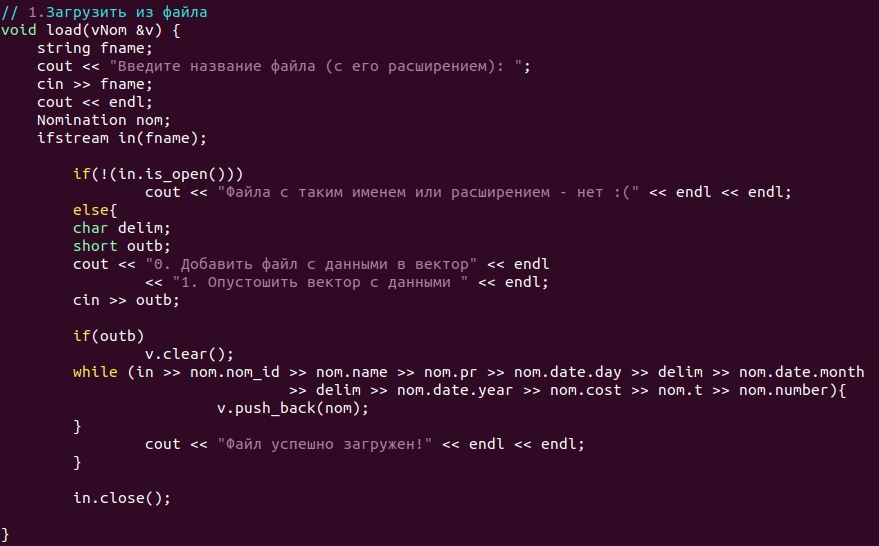 // 1.Загрузить из файла
void load(vNom &v) {
    string fname;
    cout << "Введите название файла (с его расширением): ";
    cin >> fname;
    cout << endl;
    Nomination nom;
    ifstream in(fname);

        if(!(in.is_open()))
                cout << "Файла с таким именем или расширением - нет :(" << endl << endl;
        else{
        char delim;
        short outb;
        cout << "0. Добавить файл с данными в вектор" << endl
                << "1. Опустошить вектор с данными " << endl;
        cin >> outb;

        if(outb)
                v.clear();
        while (in >> nom.nom_id >> nom.name >> nom.pr >> nom.date.day >> delim >> nom.date.month
                                >> delim >> nom.date.year >> nom.cost >> nom.t >> nom.number){
                        v.push_back(nom);
        }
                cout << "Файл успешно загружен!" << endl << endl;
        }

        in.close();

}